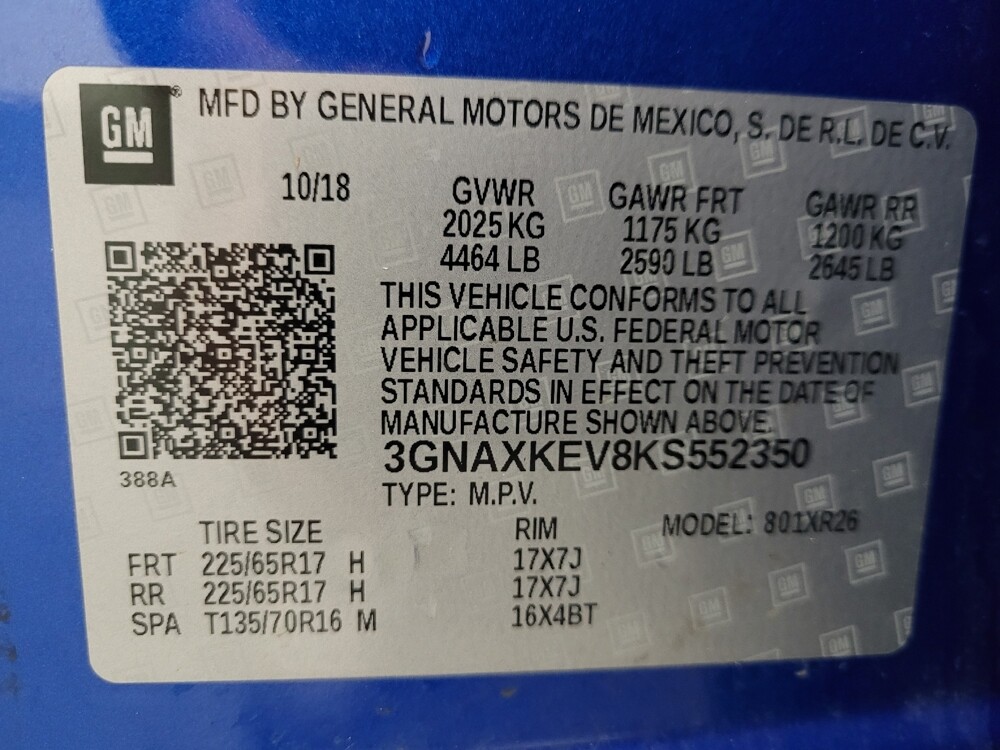 GM® MFD BY GENERAL MOTORS DE MEXICO, S. DE R.L. DE C.V.
10/18 GVWR GAWR FRT GAWR RR
2025 KG 1175 KG 1200 KG
4464 LB 2590 LB 2645 LB
THIS VEHICLE CONFORMS TO ALL
APPLICABLE U.S. FEDERAL MOTOR
VEHICLE SAFETY AND THEFT PREVENTION
STANDARDS IN EFFECT ON THE DATE OF
MANUFACTURE SHOWN ABOVE.
3GNAXKEV8KS552350
388A
TYPE: M.P.V.
TIRE SIZE RIM MODEL: 801XR26
FRT 225/65R17 H 17X7J
RR 225/65R17 H 17X7J
SPA T135/70R16 M 16X4BT